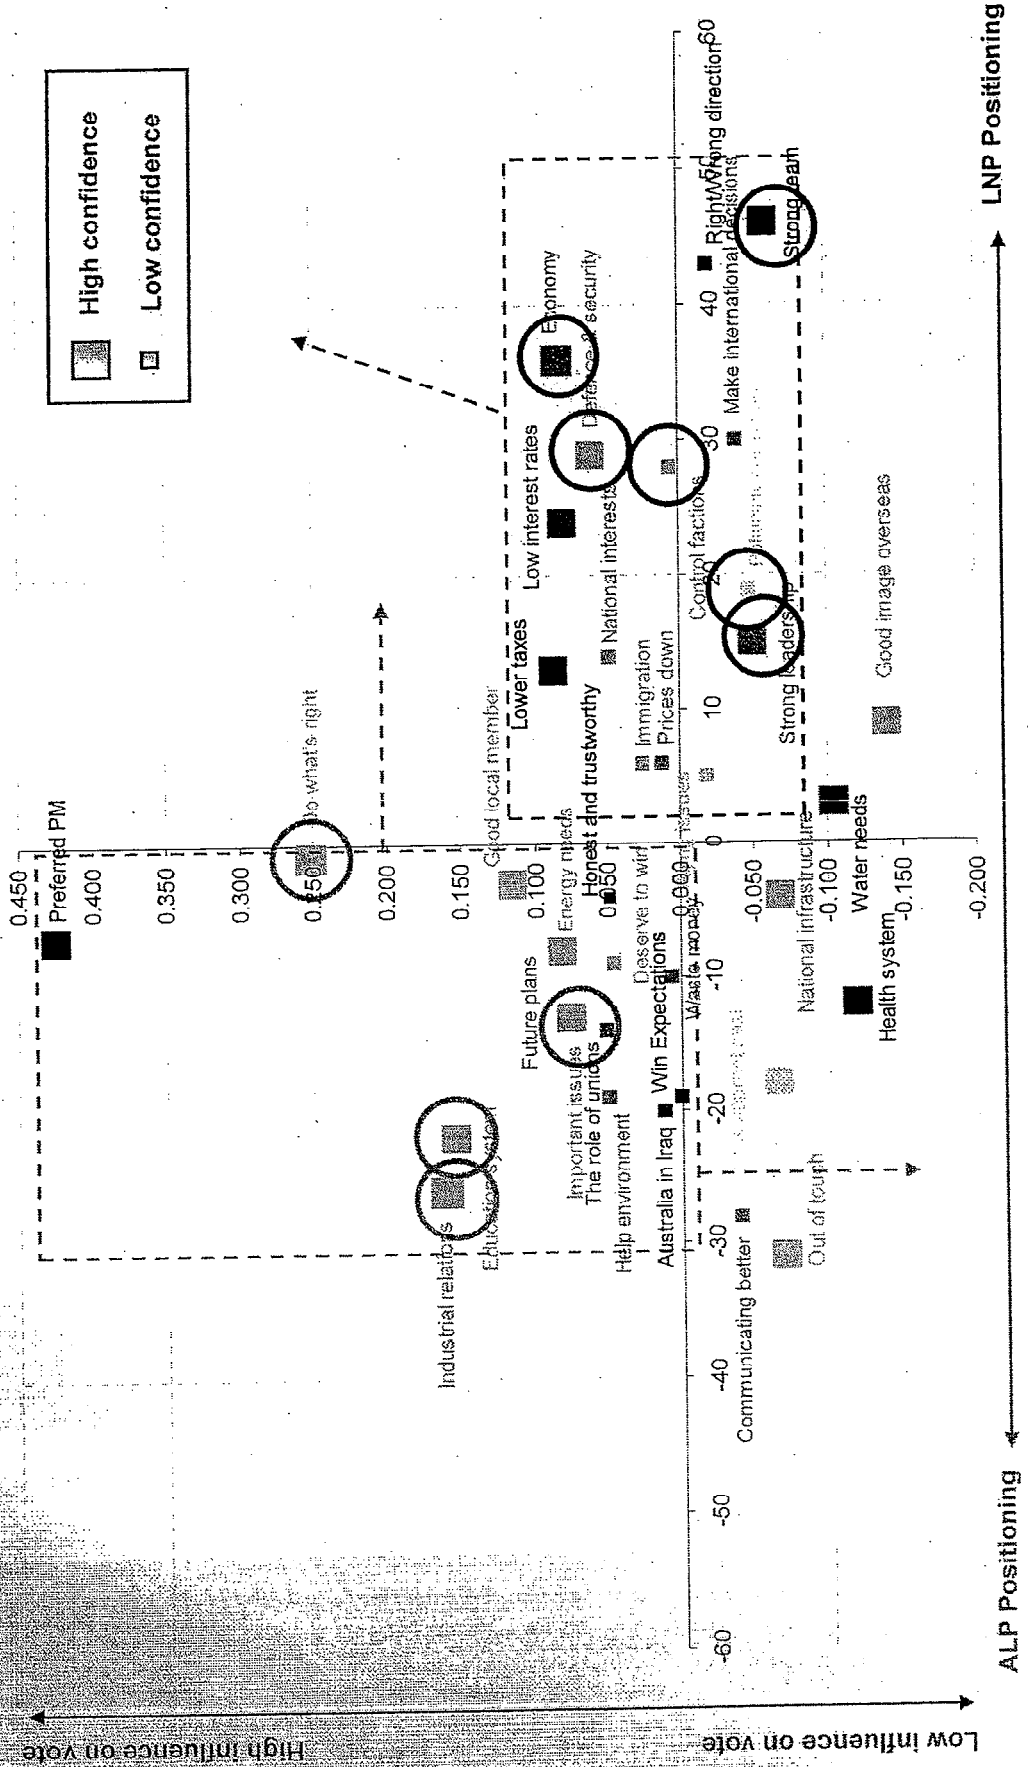 High confidence
Low confidence
High influence on vote
Low influence on vote
ALP Positioning
LNP Positioning
0.450
0.400
0.350
0.300
0.250
0.200
0.150
0.100
0.050
0.000
-0.050
-0.100
-0.150
-0.200
-60
-50
-40
-30
-20
-10
0
10
20
30
40
50
60
Preferred PM
Do what's right
Good local member
Industrial relations
Education system
Future plans
Energy needs
Lower taxes
Low interest rates
Economy
Defence & security
National interests
Honest and trustworthy
Important issues
The role of unions
Help environment
Deserve to win
Immigration
Prices down
Win Expectations
Australia in Iraq
Waste money
Control factions
Right/Wrong direction
Make international decisions
Strong team
Strong leadership
Communicating better
Out of touch
National infrastructure
Water needs
Health system
Good image overseas